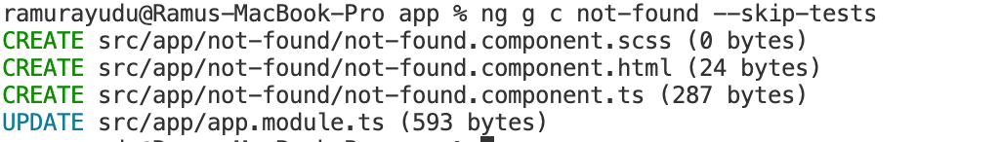 ramurayudu@Ramus-MacBook-Pro app % ng g c not-found --skip-tests
CREATE src/app/not-found/not-found.component.scss (0 bytes)
CREATE src/app/not-found/not-found.component.html (24 bytes)
CREATE src/app/not-found/not-found.component.ts (287 bytes)
UPDATE src/app/app.module.ts (593 bytes)